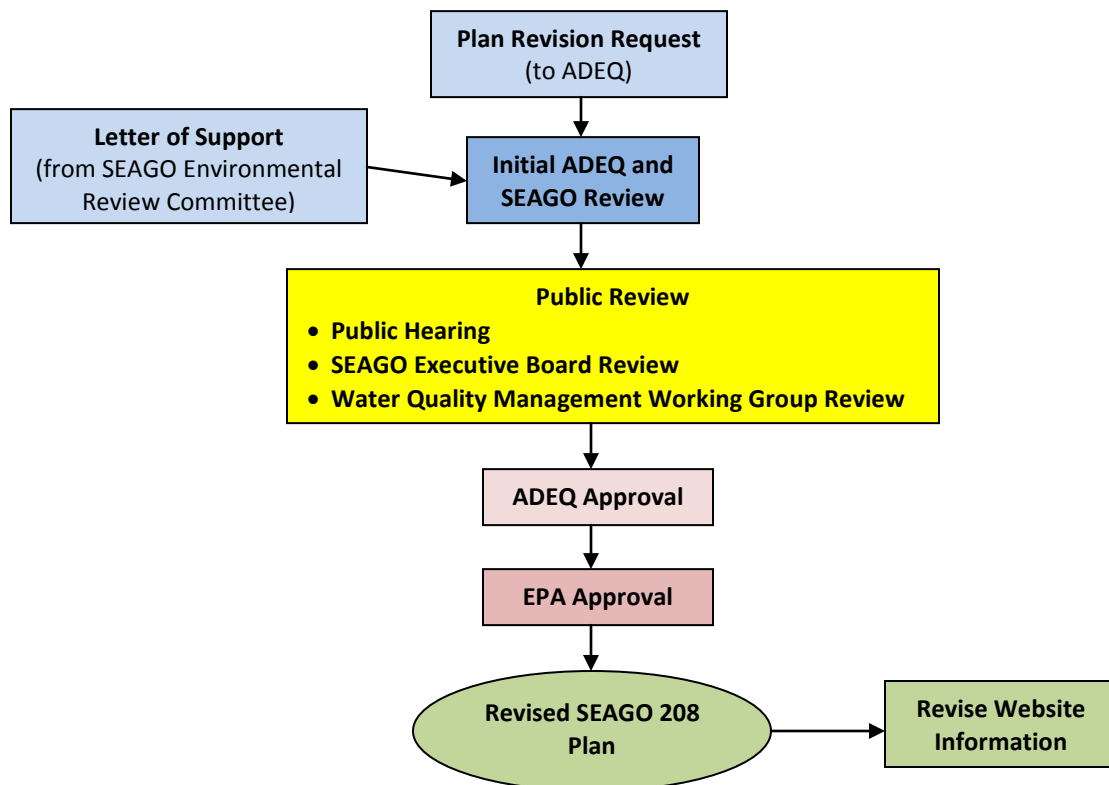 Plan Revision Request
(to ADEQ)
Letter of Support
(from SEAGO Environmental
Review Committee)
Initial ADEQ and
SEAGO Review
Public Review
• Public Hearing
• SEAGO Executive Board Review
• Water Quality Management Working Group Review
ADEQ Approval
EPA Approval
Revised SEAGO 208
Plan
Revise Website
Information